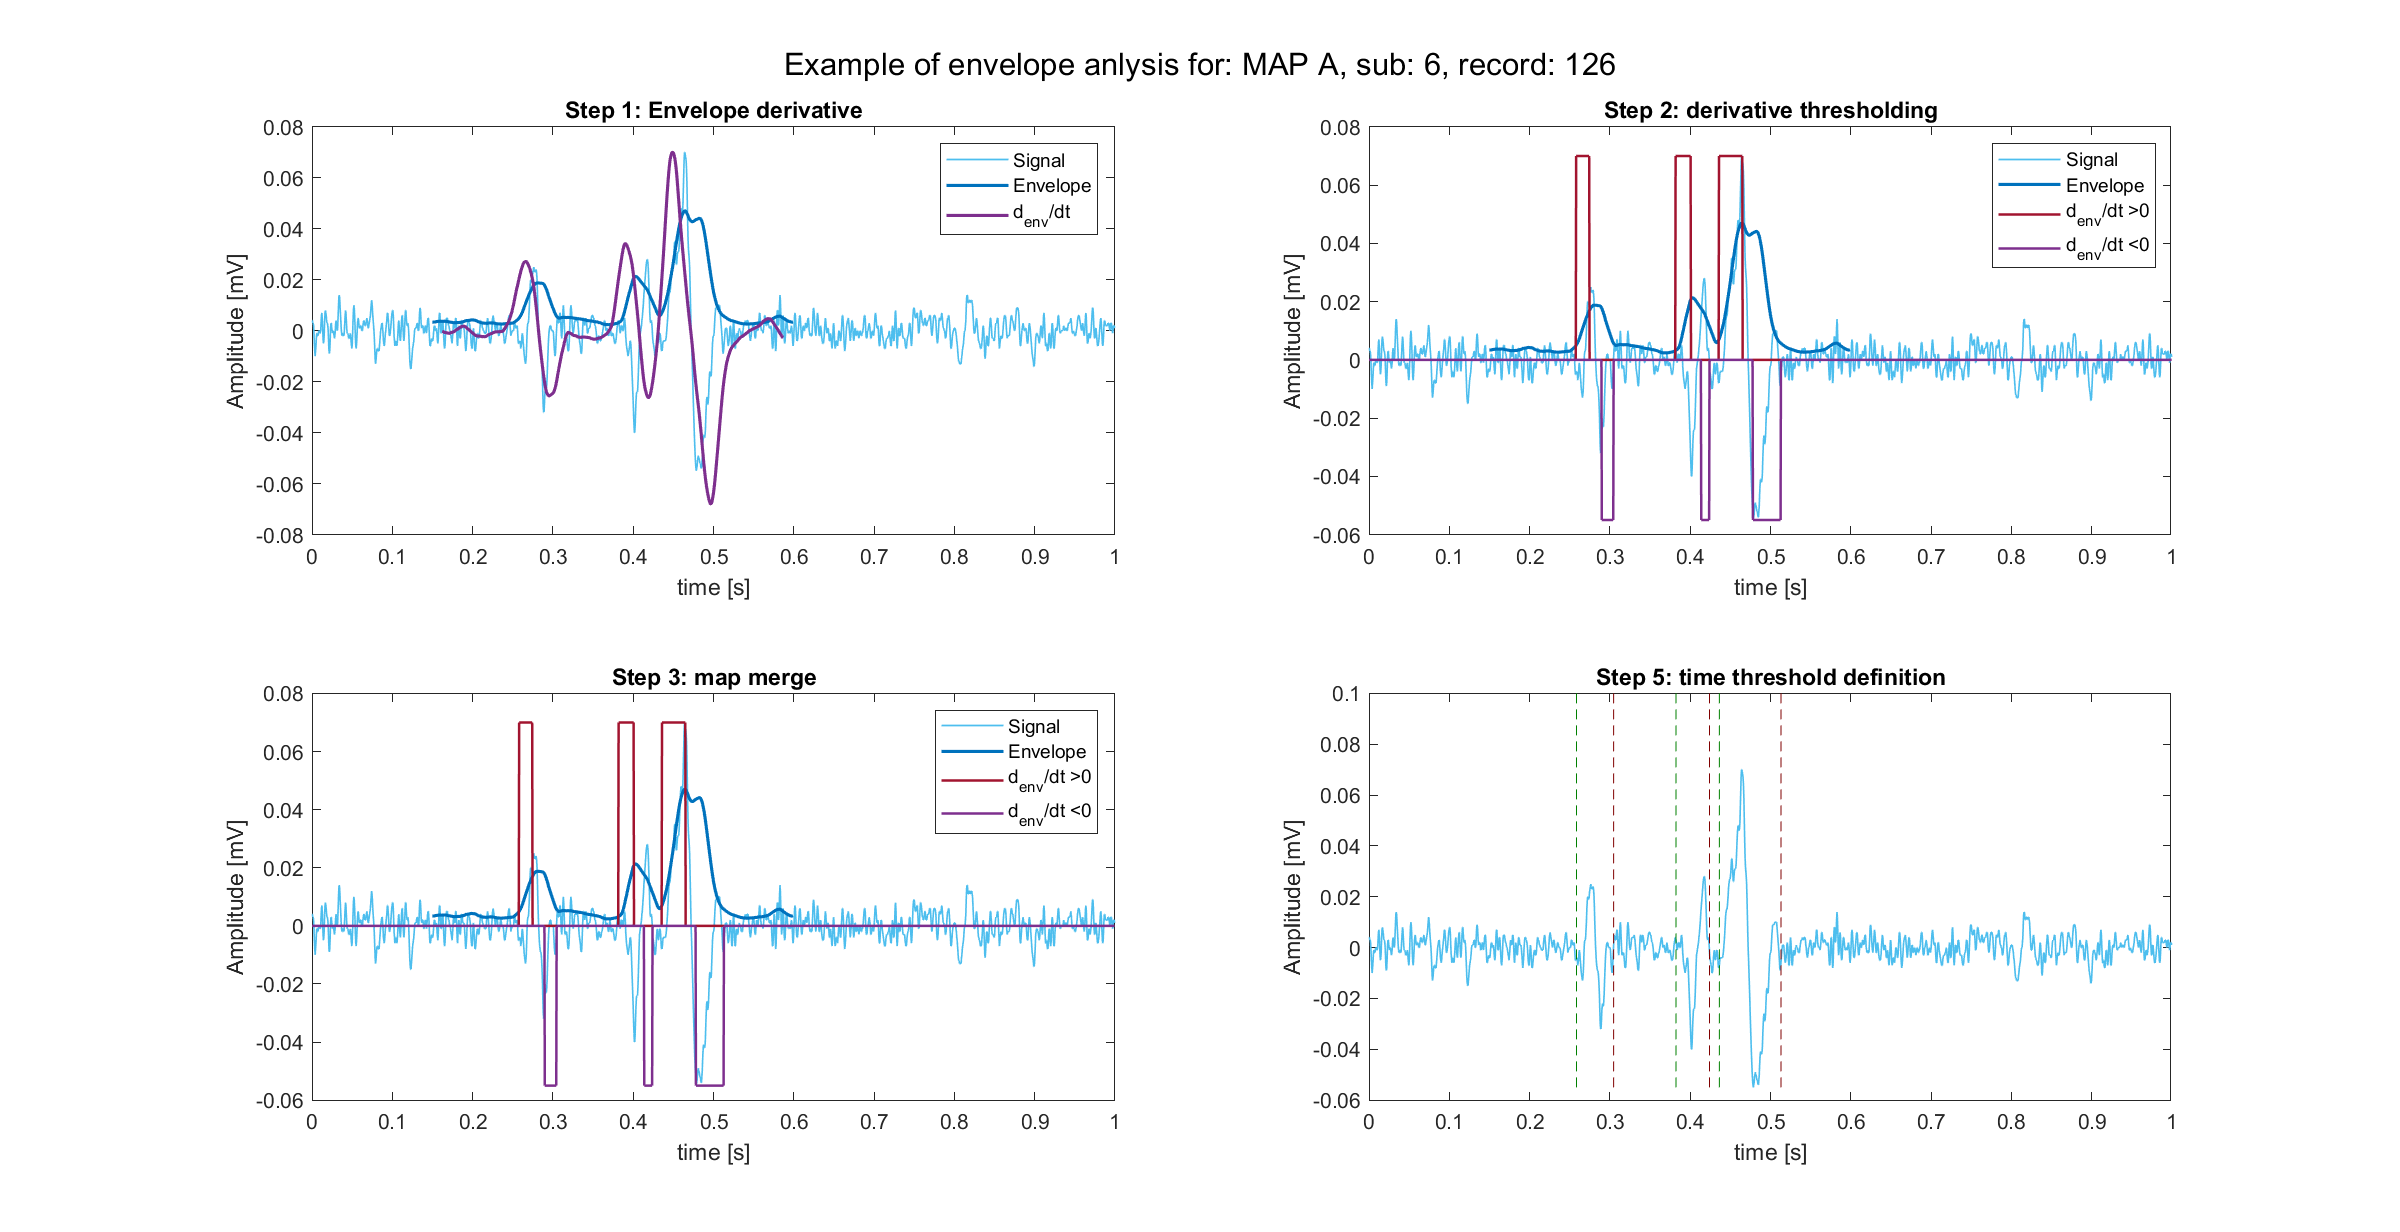 Example of envelope anlysis for: MAP A, sub: 6, record: 126
Step 1: Envelope derivative
0.08
0.06
0.04
0.02
0
-0.02
-0.04
-0.06
-0.08
Amplitude [mV]
Signal
Envelope
d_env/dt
0 0.1 0.2 0.3 0.4 0.5 0.6 0.7 0.8 0.9 1
time [s]
Step 2: derivative thresholding
0.08
0.06
0.04
0.02
0
-0.02
-0.04
-0.06
Amplitude [mV]
Signal
Envelope
d_env/dt >0
d_env/dt <0
0 0.1 0.2 0.3 0.4 0.5 0.6 0.7 0.8 0.9 1
time [s]
Step 3: map merge
0.08
0.06
0.04
0.02
0
-0.02
-0.04
-0.06
Amplitude [mV]
Signal
Envelope
d_env/dt >0
d_env/dt <0
0 0.1 0.2 0.3 0.4 0.5 0.6 0.7 0.8 0.9 1
time [s]
Step 5: time threshold definition
0.1
0.08
0.06
0.04
0.02
0
-0.02
-0.04
-0.06
Amplitude [mV]
0 0.1 0.2 0.3 0.4 0.5 0.6 0.7 0.8 0.9 1
time [s]